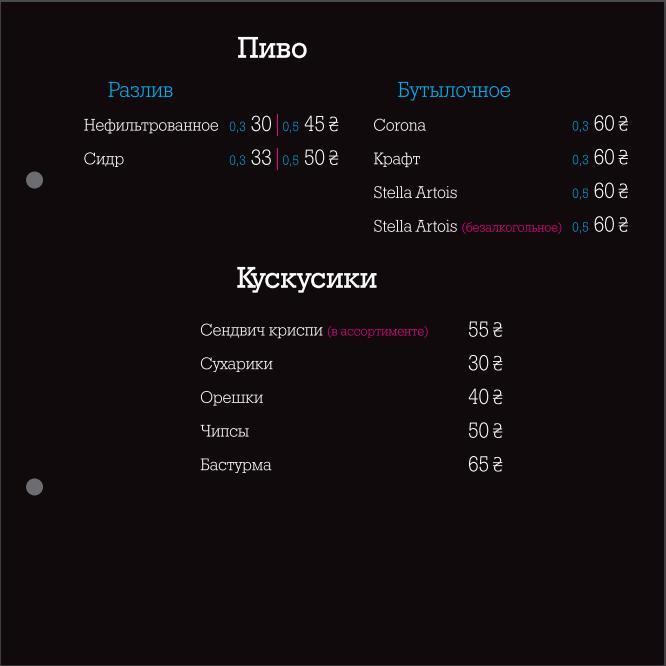 Пиво
Разлив
Нефильтрованное 0,3 30 | 0,5 45 ₴
Сидр 0,3 33 | 0,5 50 ₴
Бутылочное
Corona 0,3 60 ₴
Крафт 0,3 60 ₴
Stella Artois 0,5 60 ₴
Stella Artois (безалкогольное) 0,5 60 ₴
Кускусики
Сендвич криспи (в ассортименте) 55 ₴
Сухарики 30 ₴
Орешки 40 ₴
Чипсы 50 ₴
Бастурма 65 ₴